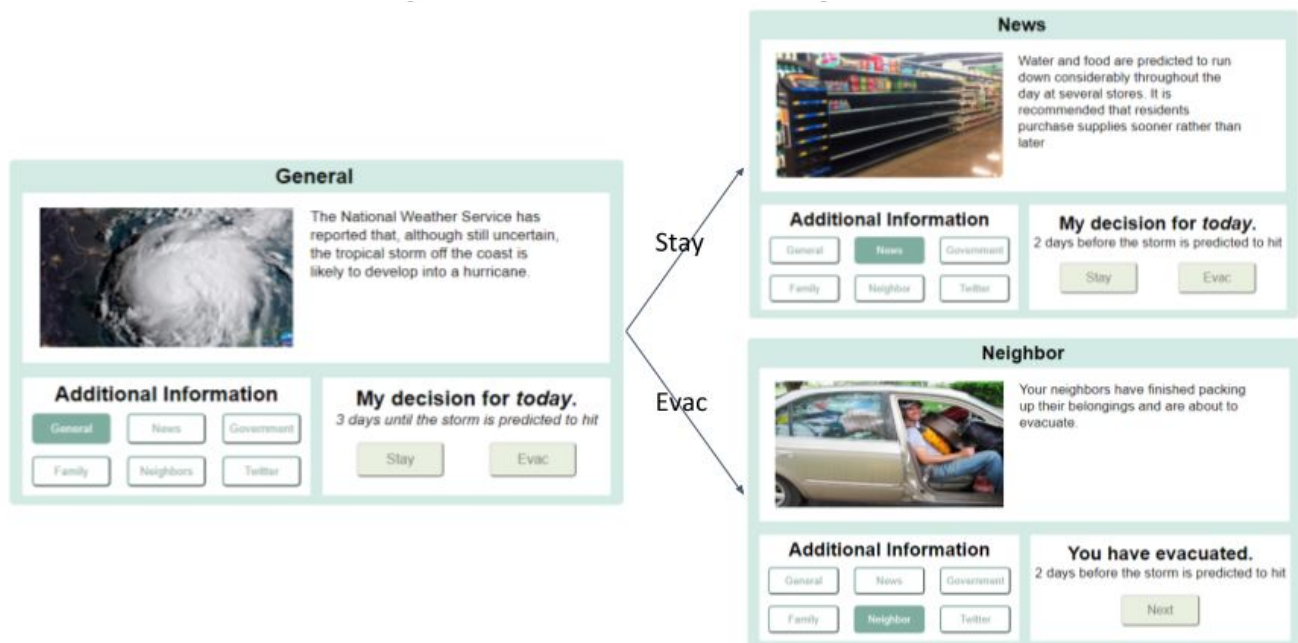 General
The National Weather Service has
reported that, although still uncertain,
the tropical storm off the coast is
likely to develop into a hurricane.
Additional Information
General
News
Government
Family
Neighbors
Twitter
My decision for today.
3 days until the storm is predicted to hit
Stay
Evac
Stay
Evac
News
Water and food are predicted to run
down considerably throughout the
day at several stores. It is
recommended that residents
purchase supplies sooner rather than
later
Additional Information
General
News
Government
Family
Neighbor
Twitter
My decision for today.
2 days before the storm is predicted to hit
Stay
Evac
Neighbor
Your neighbors have finished packing
up their belongings and are about to
evacuate.
Additional Information
General
News
Government
Family
Neighbor
Twitter
You have evacuated.
2 days before the storm is predicted to hit
Next